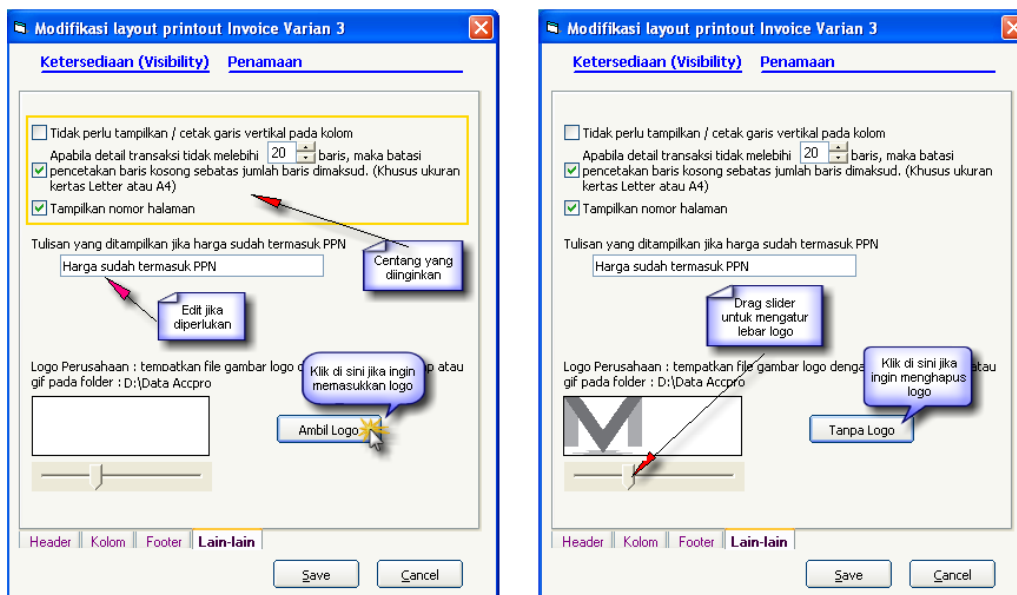 Modifikasi layout printout Invoice Varian 3
Ketersediaan (Visibility) Penamaan
Tidak perlu tampilkan / cetak garis vertikal pada kolom
Apabila detail transaksi tidak melebihi 20 baris, maka batasi
pencetakan baris kosong sebatas jumlah baris dimaksud. (Khusus ukuran
kertas Letter atau A4)
Tampilkan nomor halaman
Tulisan yang ditampilkan jika harga sudah termasuk PPN
Harga sudah termasuk PPN
Centang yang
diinginkan
Edit jika
diperlukan
Logo Perusahaan : tempatkan file gambar logo atau
gif pada folder : D:\Data Accpro
Klik di sini jika ingin
memasukkan logo
Ambil Logo
Header Kolom Footer Lain-lain
Save Cancel
Modifikasi layout printout Invoice Varian 3
Ketersediaan (Visibility) Penamaan
Tidak perlu tampilkan / cetak garis vertikal pada kolom
Apabila detail transaksi tidak melebihi 20 baris, maka batasi
pencetakan baris kosong sebatas jumlah baris dimaksud. (Khusus ukuran
kertas Letter atau A4)
Tampilkan nomor halaman
Tulisan yang ditampilkan jika harga sudah termasuk PPN
Harga sudah termasuk PPN
Drag slider
untuk mengatur
lebar logo
Logo Perusahaan : tempatkan file gambar logo atau
gif pada folder : D:\Data Accpro
Klik di sini jika
ingin menghapus
logo
M
Tanpa Logo
Header Kolom Footer Lain-lain
Save Cancel